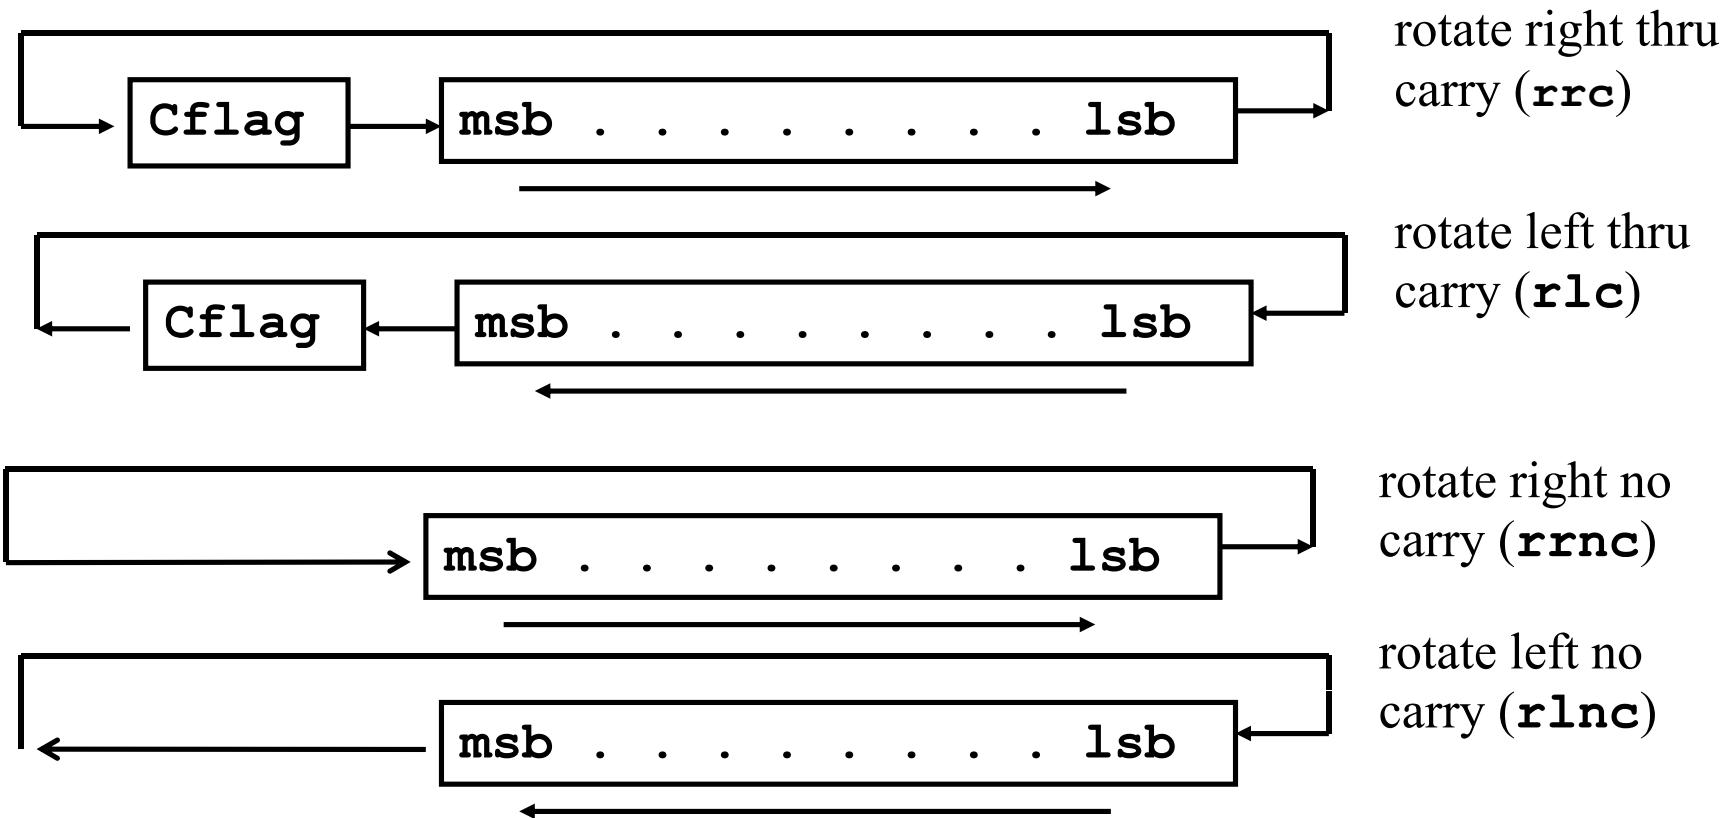 rotate right thru
carry (rrc)
Cflag
msb . . . . . . . . lsb
rotate left thru
carry (rlc)
Cflag
msb . . . . . . . . lsb
rotate right no
carry (rrnc)
msb . . . . . . . . lsb
rotate left no
carry (rlnc)
msb . . . . . . . . lsb